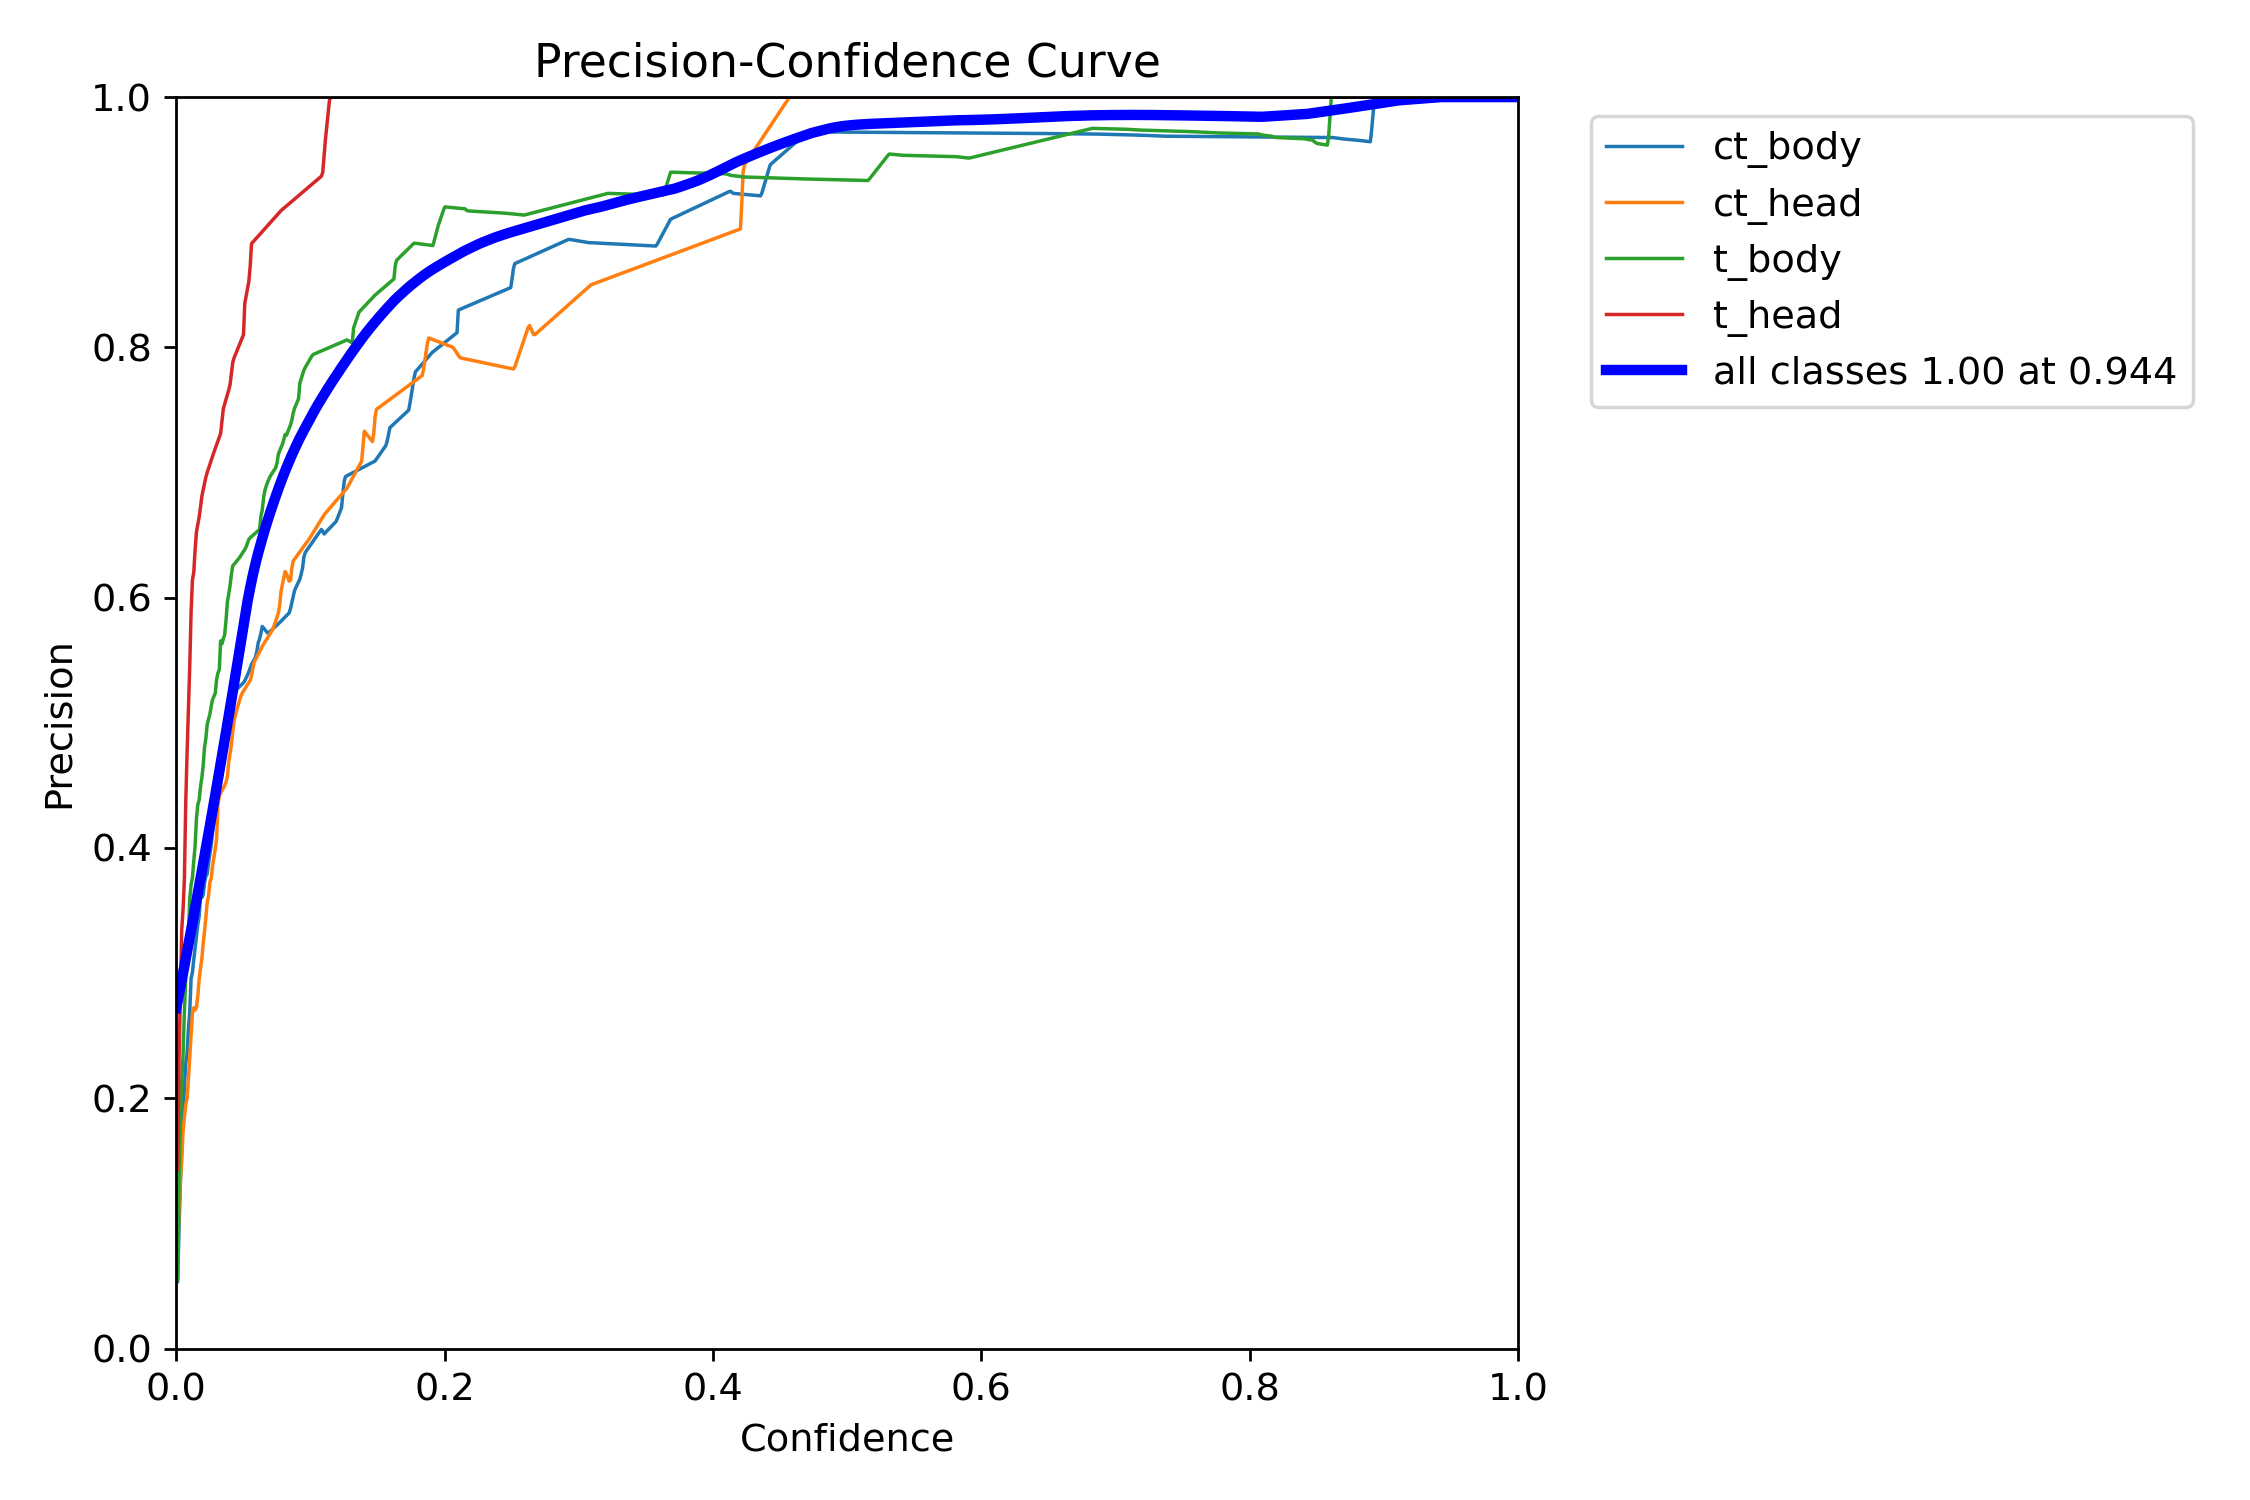 Precision-Confidence Curve
1.0
0.8
0.6
0.4
0.2
0.0
Precision
0.0 0.2 0.4 0.6 0.8 1.0
Confidence
ct_body
ct_head
t_body
t_head
all classes 1.00 at 0.944